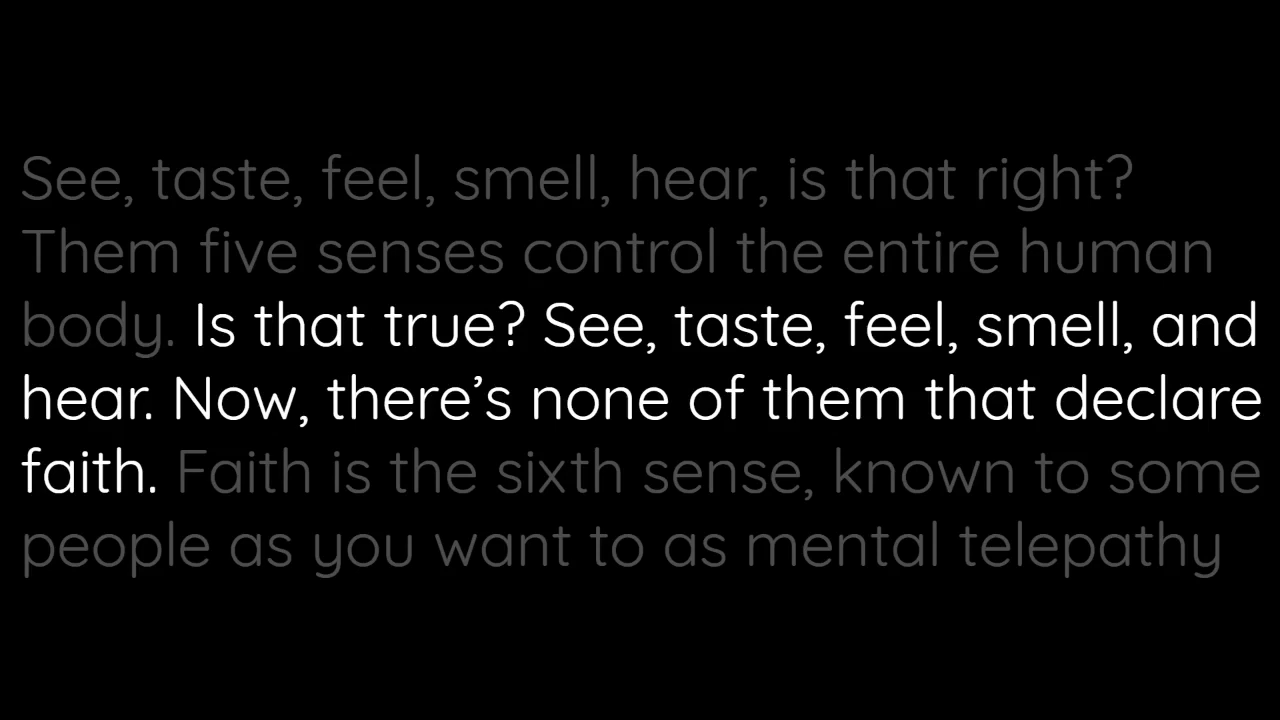 See, taste, feel, smell, hear, is that right?
Them five senses control the entire human
body. Is that true? See, taste, feel, smell, and
hear. Now, there’s none of them that declare
faith. Faith is the sixth sense, known to some
people as you want to as mental telepathy